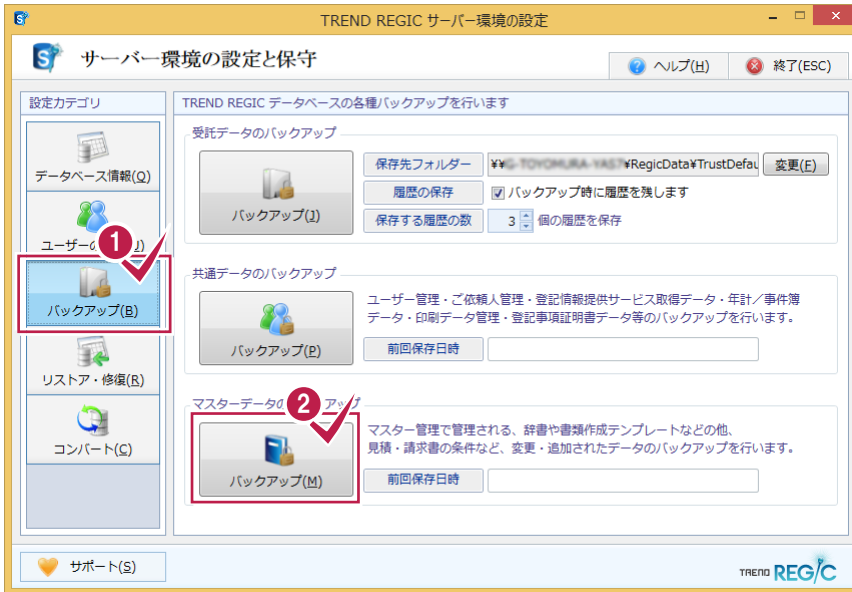 TREND REGIC サーバー環境の設定
サーバー環境の設定と保守
ヘルプ(H)
終了(ESC)
設定カテゴリ
データベース情報(Q)
ユーザーの
1
バックアップ(B)
リストア・修復(R)
コンバート(C)
サポート(S)
TREND REGIC データベースの各種バックアップを行います
受託データのバックアップ
バックアップ(J)
保存先フォルダー
¥RegicData¥TrustDefau
変更(F)
履歴の保存
バックアップ時に履歴を残します
保存する履歴の数
3 個の履歴を保存
共通データのバックアップ
バックアップ(P)
ユーザー管理・ご依頼人管理・登記情報提供サービス取得データ・年計／事件簿
データ・印刷データ管理・登記事項証明書データ等のバックアップを行います。
前回保存日時
マスターデータの
アップ
2
バックアップ(M)
マスター管理で管理される、辞書や書類作成テンプレートなどの他、
見積・請求書の条件など、変更・追加されたデータのバックアップを行います。
前回保存日時
TREND REGIC